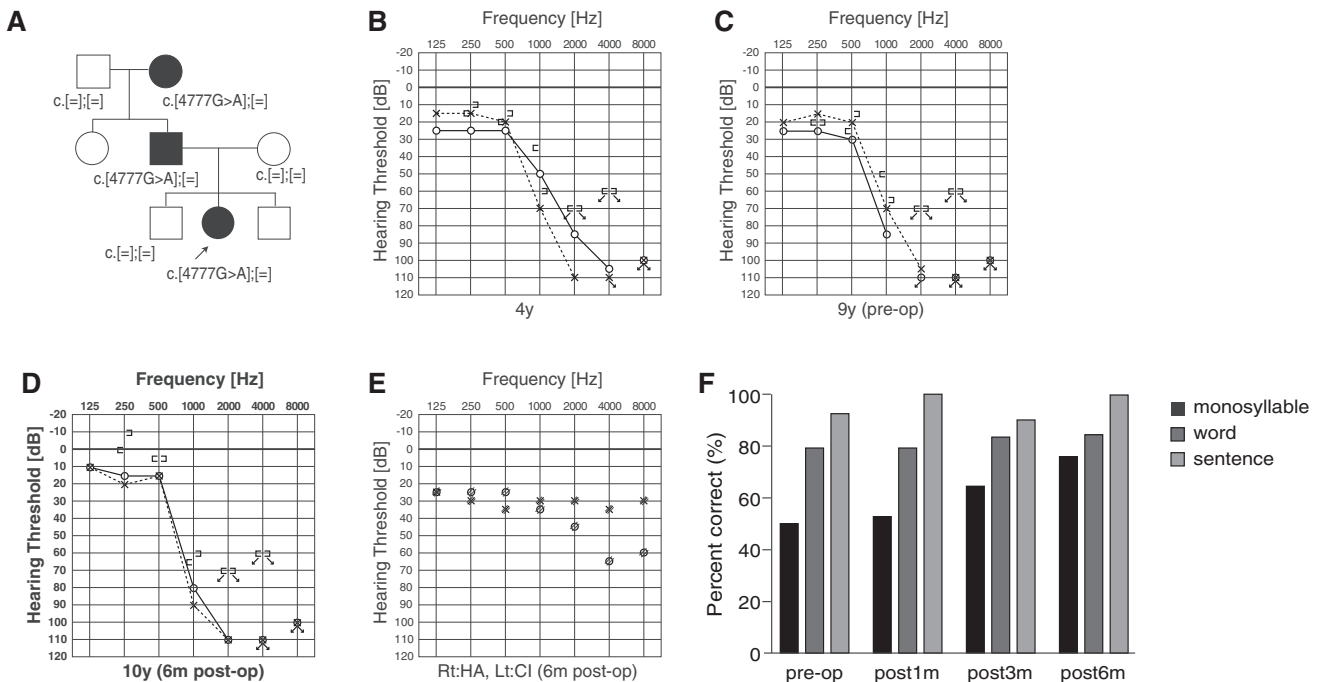 A
c.[=];[=]
c.[4777G>A];[=]
c.[4777G>A];[=]
c.[=];[=]
c.[=];[=]
c.[4777G>A];[=]
B
Frequency [Hz]
125 250 500 1000 2000 4000 8000
Hearing Threshold [dB]
-20
-10
0
10
20
30
40
50
60
70
80
90
100
110
120
4y
C
Frequency [Hz]
125 250 500 1000 2000 4000 8000
Hearing Threshold [dB]
-20
-10
0
10
20
30
40
50
60
70
80
90
100
110
120
9y (pre-op)
D
Frequency [Hz]
125 250 500 1000 2000 4000 8000
Hearing Threshold [dB]
-20
-10
0
10
20
30
40
50
60
70
80
90
100
110
120
10y (6m post-op)
E
Frequency [Hz]
125 250 500 1000 2000 4000 8000
Hearing Threshold [dB]
-20
-10
0
10
20
30
40
50
60
70
80
90
100
110
120
Rt:HA, Lt:CI (6m post-op)
F
Percent correct (%)
100
80
60
40
20
0
pre-op post1m post3m post6m
monosyllable
word
sentence